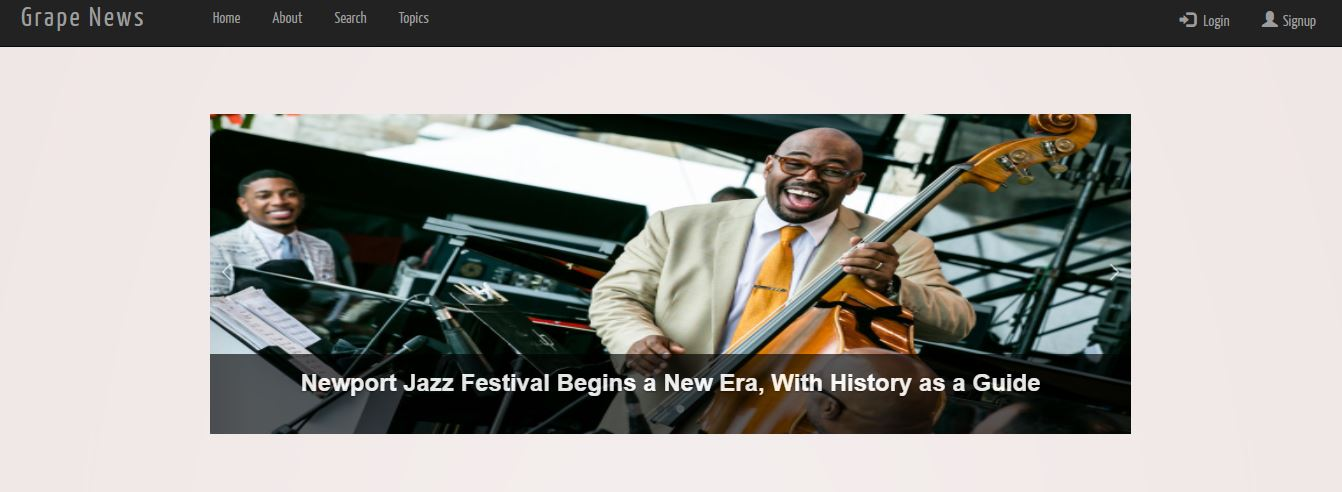 Grape News Home About Search Topics Login Signup
Newport Jazz Festival Begins a New Era, With History as a Guide